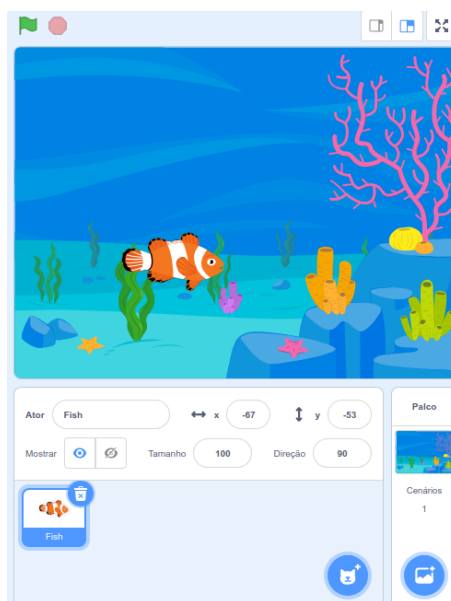 Ator Fish x -67 y -53
Mostrar Tamanho 100 Direção 90
Fish
Palco
Cenários
1